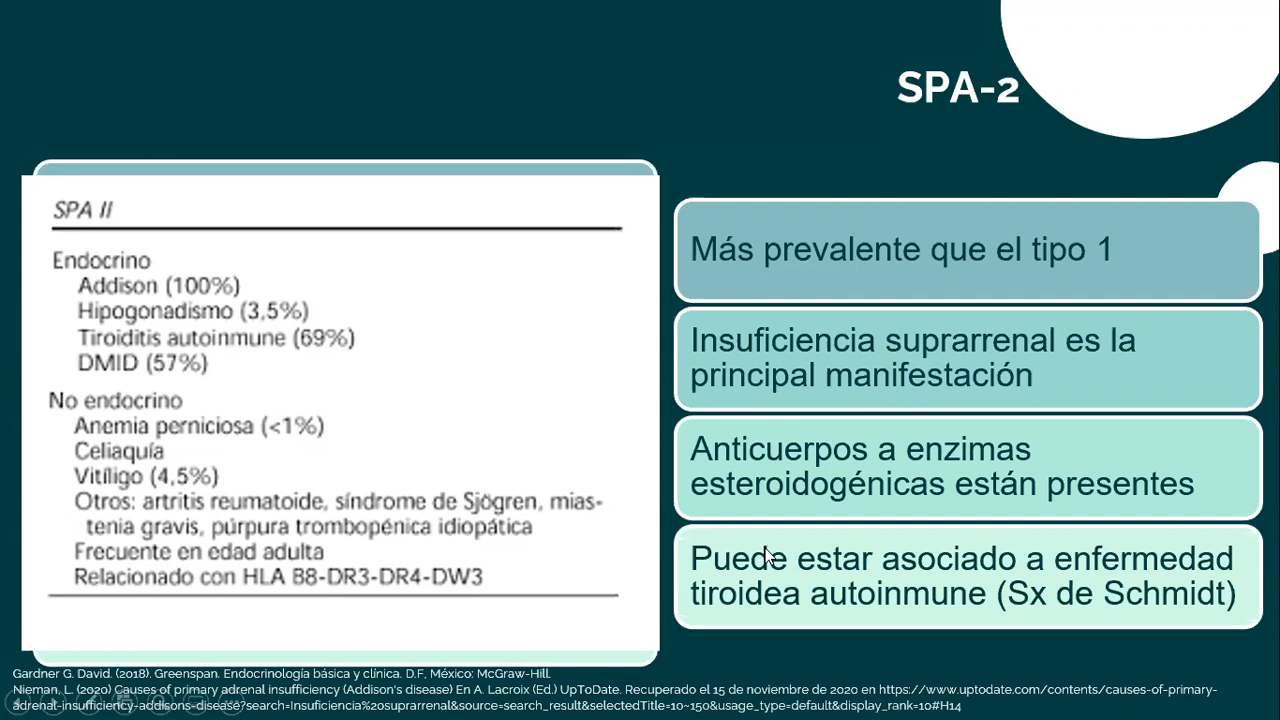 SPA-2
SPA II
Endocrino
Addison (100%)
Hipogonadismo (3,5%)
Tiroiditis autoinmune (69%)
DMID (57%)
No endocrino
Anemia perniciosa (<1%)
Celiaquía
Vitíligo (4,5%)
Otros: artritis reumatoide, síndrome de Sjögren, mias-
tenia gravis, púrpura trombopénica idiopática
Frecuente en edad adulta
Relacionado con HLA B8-DR3-DR4-DW3
Más prevalente que el tipo 1
Insuficiencia suprarrenal es la
principal manifestación
Anticuerpos a enzimas
esteroidogénicas están presentes
Puede estar asociado a enfermedad
tiroidea autoinmune (Sx de Schmidt)
Gardner G. David. (2018). Greenspan. Endocrinología básica y clínica. D.F, México: McGraw-Hill.
Nieman, L. (2020) Causes of primary adrenal insufficiency (Addison's disease) En A. Lacroix (Ed.) UpToDate. Recuperado el 15 de noviembre de 2020 en https://www.uptodate.com/contents/causes-of-primary-
adrenal-insufficiency-addisons-disease?search=Insuficiencia%20suprarrenal&source=search_result&selectedTitle=10~150&usage_type=default&display_rank=10#H14